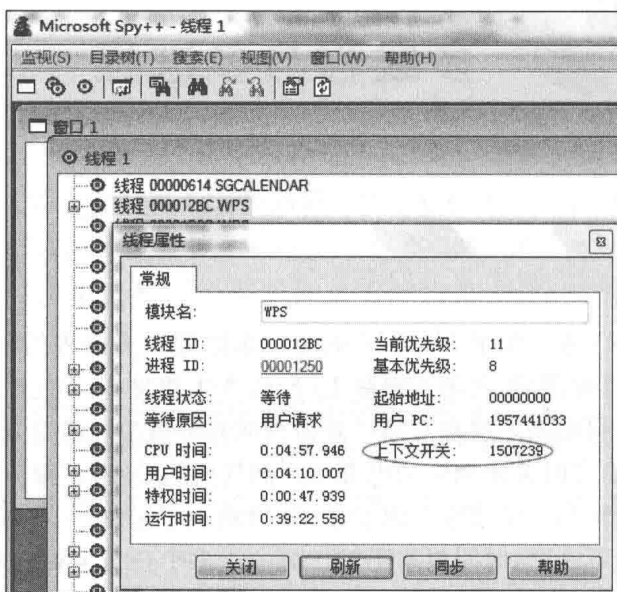 Microsoft Spy++ - 线程 1
监视(S) 目录树(T) 搜索(E) 视图(V) 窗口(W) 帮助(H)
窗口 1
线程 1
线程 00000614 SGCALENDAR
线程 000012BC WPS
线程属性
常规
模块名: WPS
线程 ID: 000012BC 当前优先级: 11
进程 ID: 00001250 基本优先级: 8
线程状态: 等待 起始地址: 00000000
等待原因: 用户请求 用户 PC: 1957441033
CPU 时间: 0:04:57.946 上下文开关: 1507239
用户时间: 0:04:10.007
特权时间: 0:00:47.939
运行时间: 0:39:22.558
关闭 刷新 同步 帮助